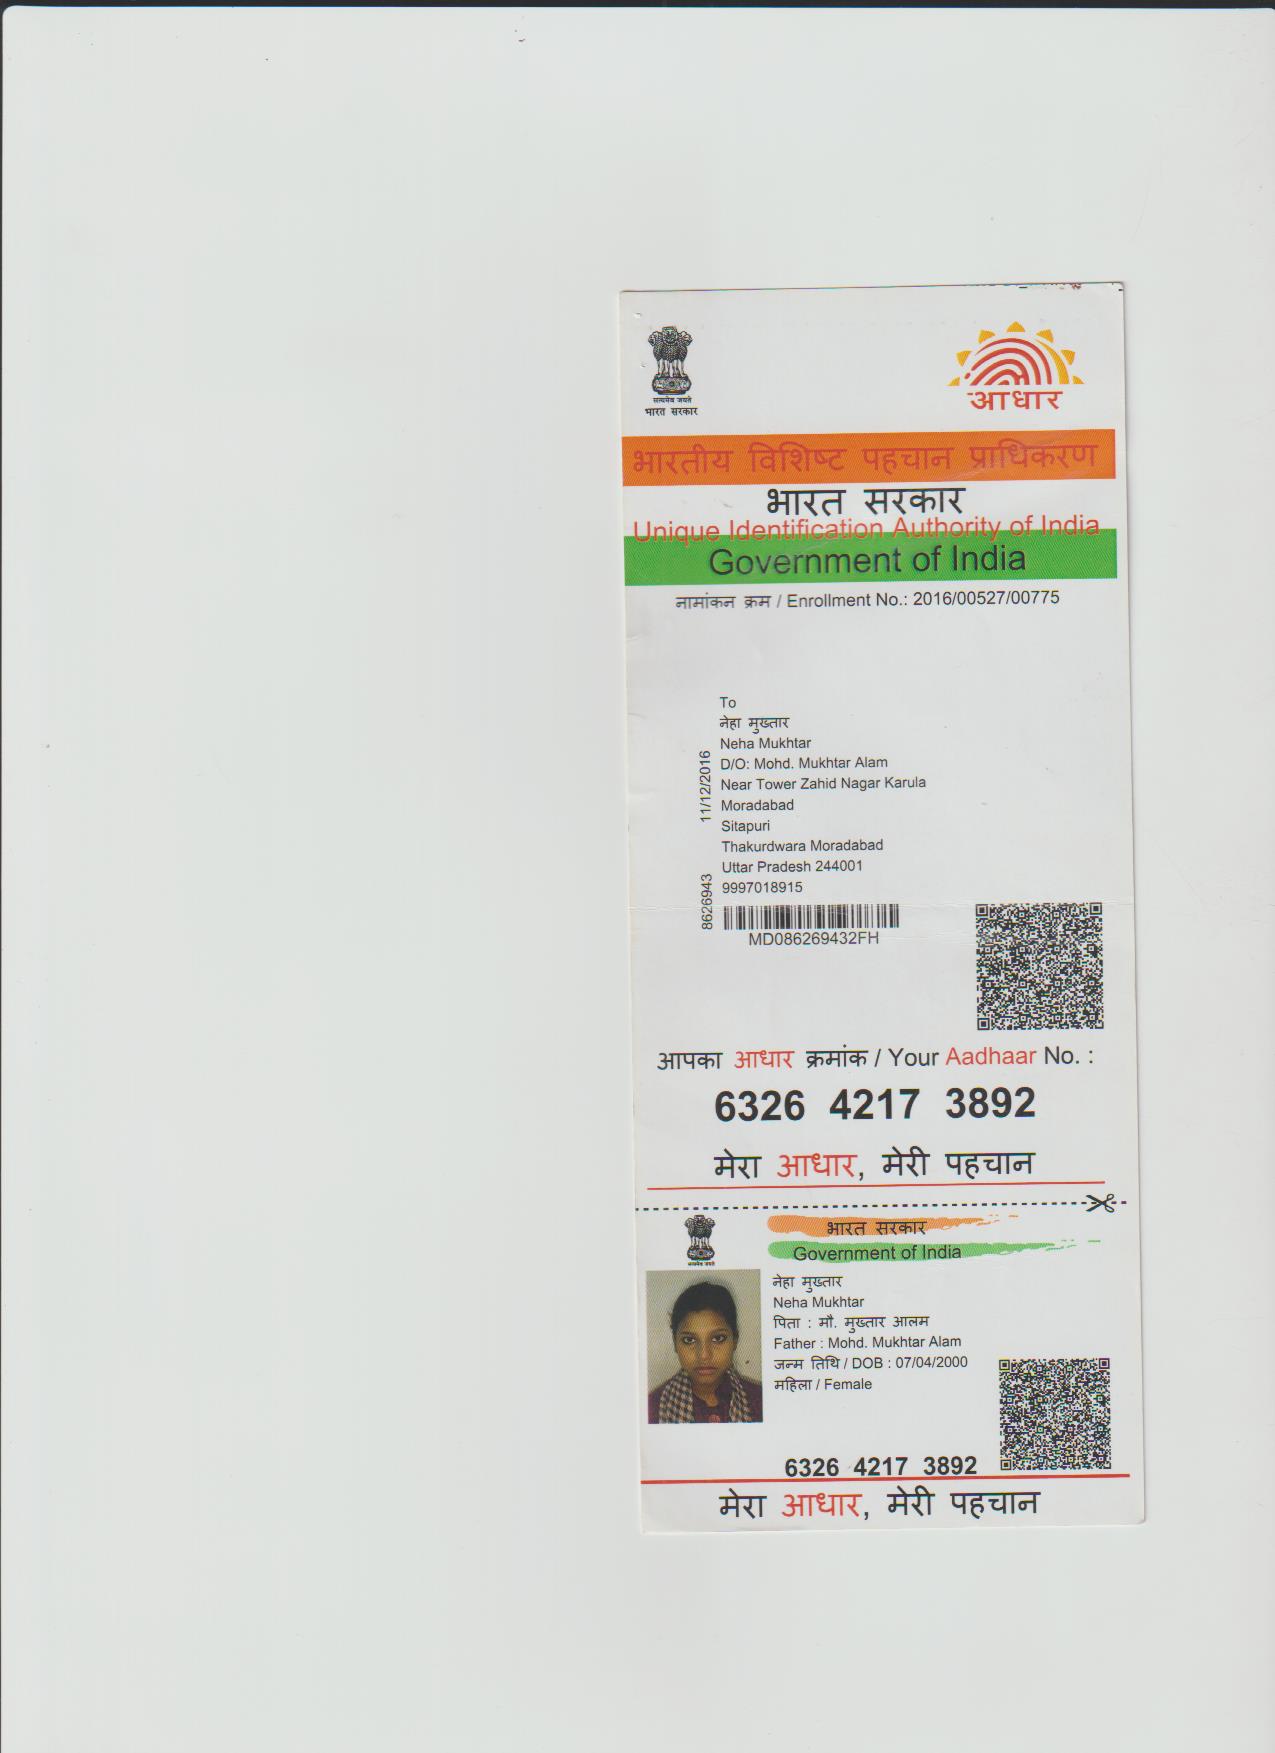 सत्यमेव जयते
भारत सरकार
आधार
भारतीय विशिष्ट पहचान प्राधिकरण
भारत सरकार
Unique Identification Authority of India
Government of India
नामांकन क्रम / Enrollment No.: 2016/00527/00775
To
नेहा मुख्तार
Neha Mukhtar
D/O: Mohd. Mukhtar Alam
Near Tower Zahid Nagar Karula
Moradabad
Sitapuri
Thakurdwara Moradabad
Uttar Pradesh 244001
9997018915
11/12/2016
8626943
MD086269432FH
आपका आधार क्रमांक / Your Aadhaar No. :
6326 4217 3892
मेरा आधार, मेरी पहचान
सत्यमेव जयते
भारत सरकार
Government of India
नेहा मुख्तार
Neha Mukhtar
पिता : मौ. मुख्तार आलम
Father : Mohd. Mukhtar Alam
जन्म तिथि / DOB : 07/04/2000
महिला / Female
6326 4217 3892
मेरा आधार, मेरी पहचान